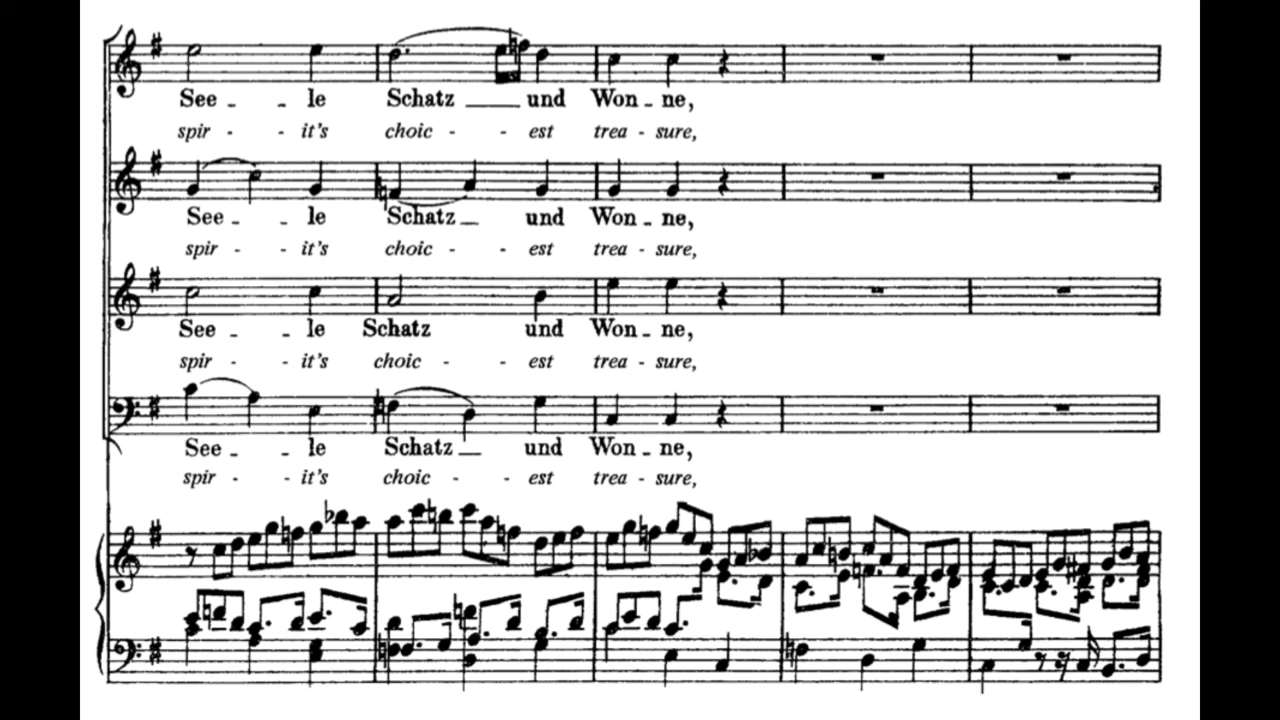 See - - le Schatz ___ und Won - ne,
spir - - it's choic - - est trea - sure,
See - - le Schatz _ und Won - ne,
spir - - it's choic - - est trea - sure,
See - - le Schatz und Won - ne,
spir - - it's choic - - est trea - sure,
See - - le Schatz _ und Won - ne,
spir - - it's choic - - est trea - sure,